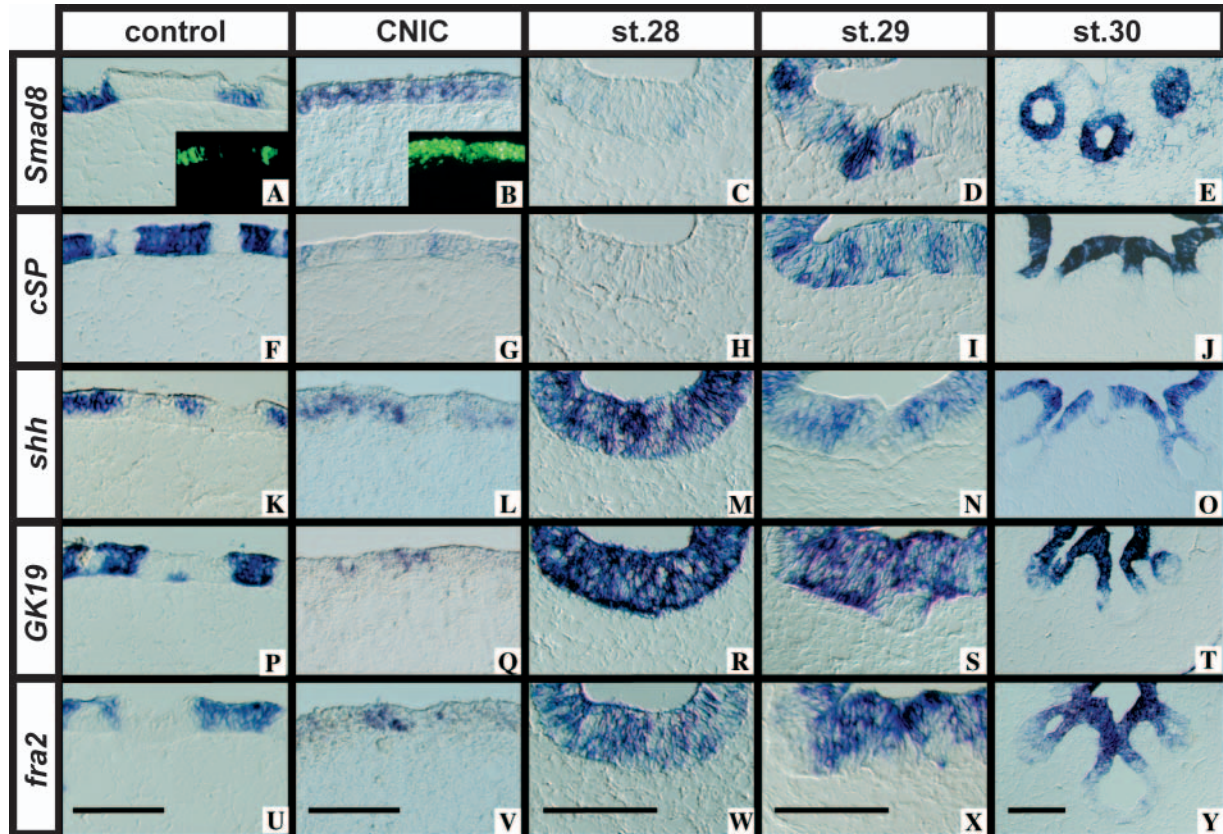 control CNIC st.28 st.29 st.30
Smad8
A B C D E
cSP
F G H I J
shh
K L M N O
GK19
P Q R S T
fra2
U V W X Y